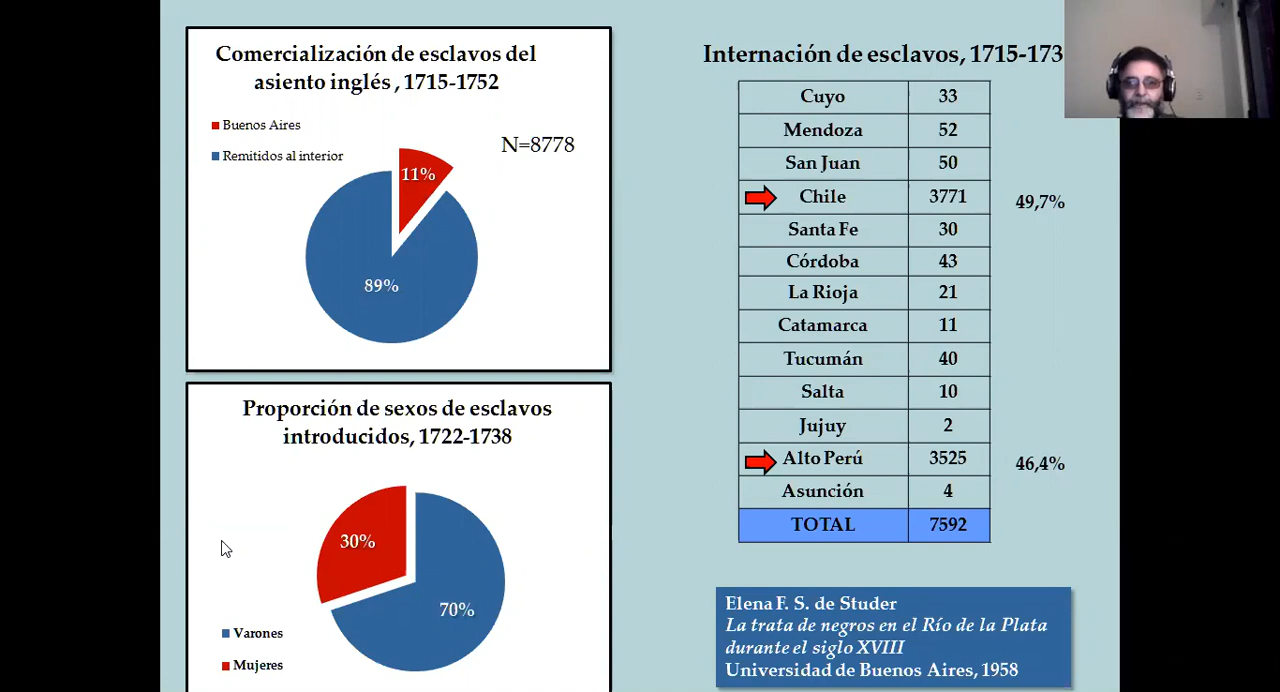 Comercialización de esclavos del
asiento inglés , 1715-1752
Buenos Aires
Remitidos al interior
N=8778
11%
89%
Proporción de sexos de esclavos
introducidos, 1722-1738
30%
70%
Varones
Mujeres
Internación de esclavos, 1715-173
Cuyo 33
Mendoza 52
San Juan 50
Chile 3771 49,7%
Santa Fe 30
Córdoba 43
La Rioja 21
Catamarca 11
Tucumán 40
Salta 10
Jujuy 2
Alto Perú 3525 46,4%
Asunción 4
TOTAL 7592
Elena F. S. de Studer
La trata de negros en el Río de la Plata
durante el siglo XVIII
Universidad de Buenos Aires, 1958